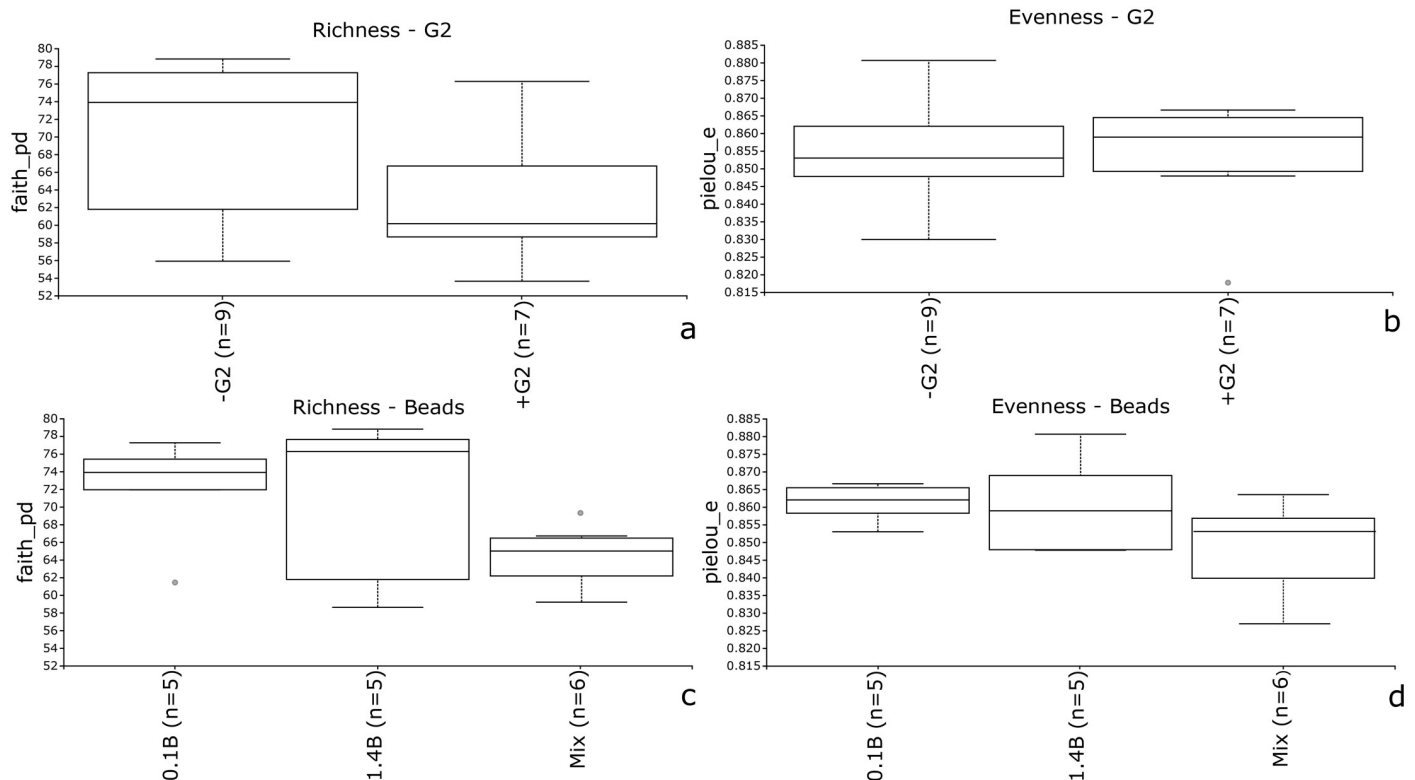 Richness - G2
80
78
76
74
72
70
68
66
64
62
60
58
56
54
52
faith_pd
-G2 (n=9)
+G2 (n=7)
a
Evenness - G2
0.885
0.880
0.875
0.870
0.865
0.860
0.855
0.850
0.845
0.840
0.835
0.830
0.825
0.820
0.815
pielou_e
-G2 (n=9)
+G2 (n=7)
b
Richness - Beads
80
78
76
74
72
70
68
66
64
62
60
58
56
54
52
faith_pd
0.1B (n=5)
1.4B (n=5)
Mix (n=6)
c
Evenness - Beads
0.885
0.880
0.875
0.870
0.865
0.860
0.855
0.850
0.845
0.840
0.835
0.830
0.825
0.820
0.815
pielou_e
0.1B (n=5)
1.4B (n=5)
Mix (n=6)
d